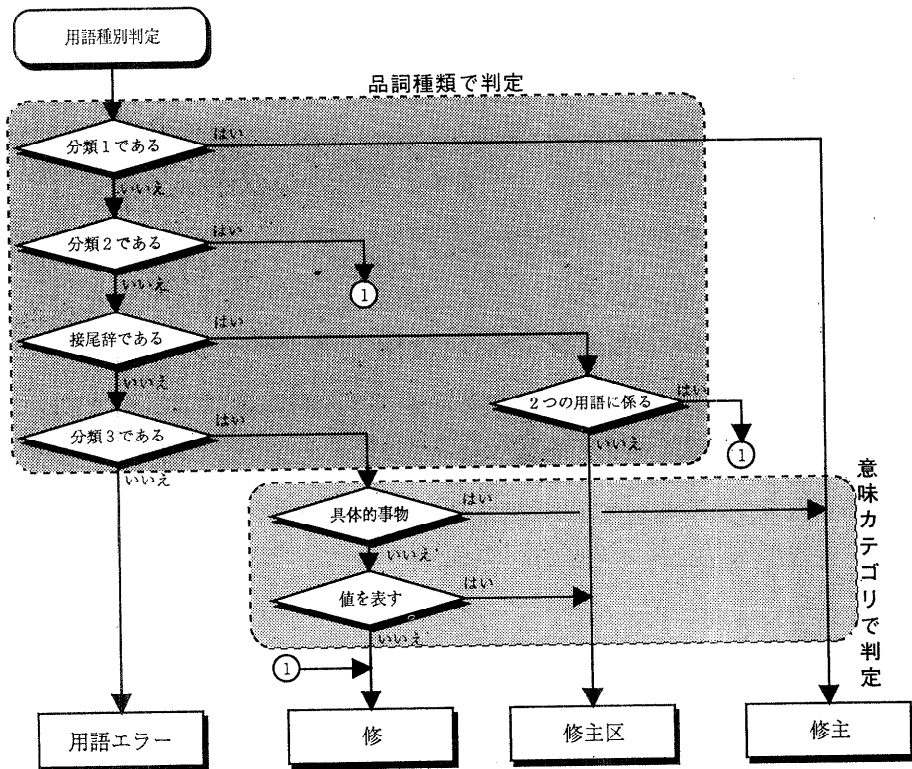 用語種別判定
品詞種類で判定
分類1である
はい
いいえ
分類2である
はい
いいえ
1
接尾辞である
はい
いいえ
2つの用語に係る
はい
いいえ
1
分類3である
はい
いいえ
意味カテゴリで判定
具体的事物
はい
いいえ
値を表す
はい
いいえ
1
用語エラー
修
修主区
修主